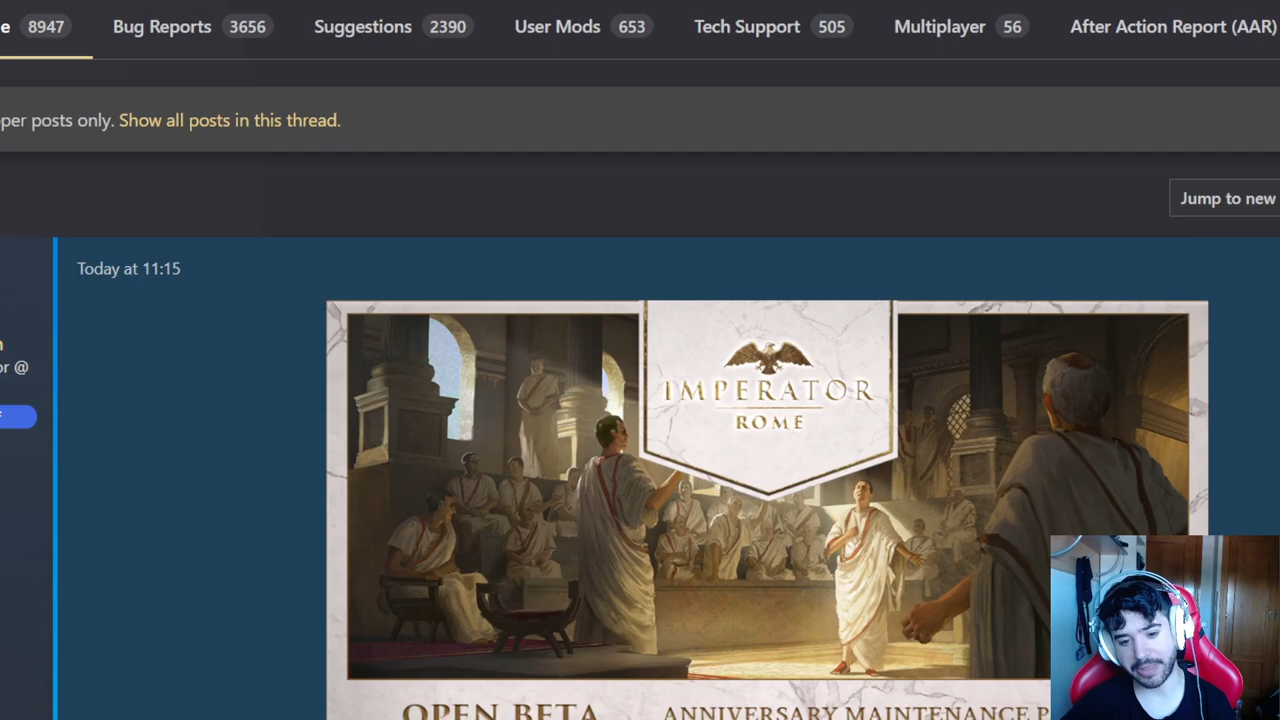 e 8947 Bug Reports 3656 Suggestions 2390 User Mods 653 Tech Support 505 Multiplayer 56 After Action Report (AAR)
per posts only. Show all posts in this thread.
Jump to new
Today at 11:15
IMPERATOR
ROME
or @
OPEN BETA ANNIVERSARY MAINTENANCE P